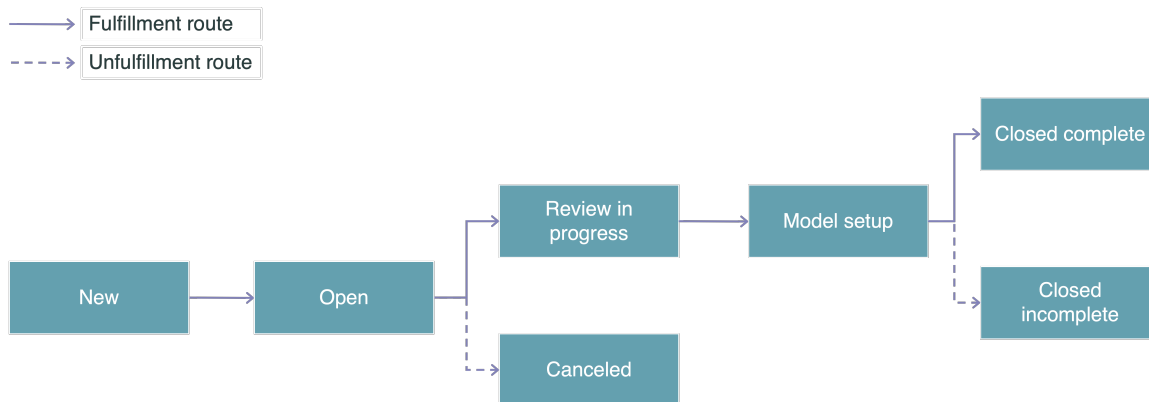 Fulfillment route
Unfulfillment route
Closed complete
Review in
progress
Model setup
New
Open
Closed
incomplete
Canceled